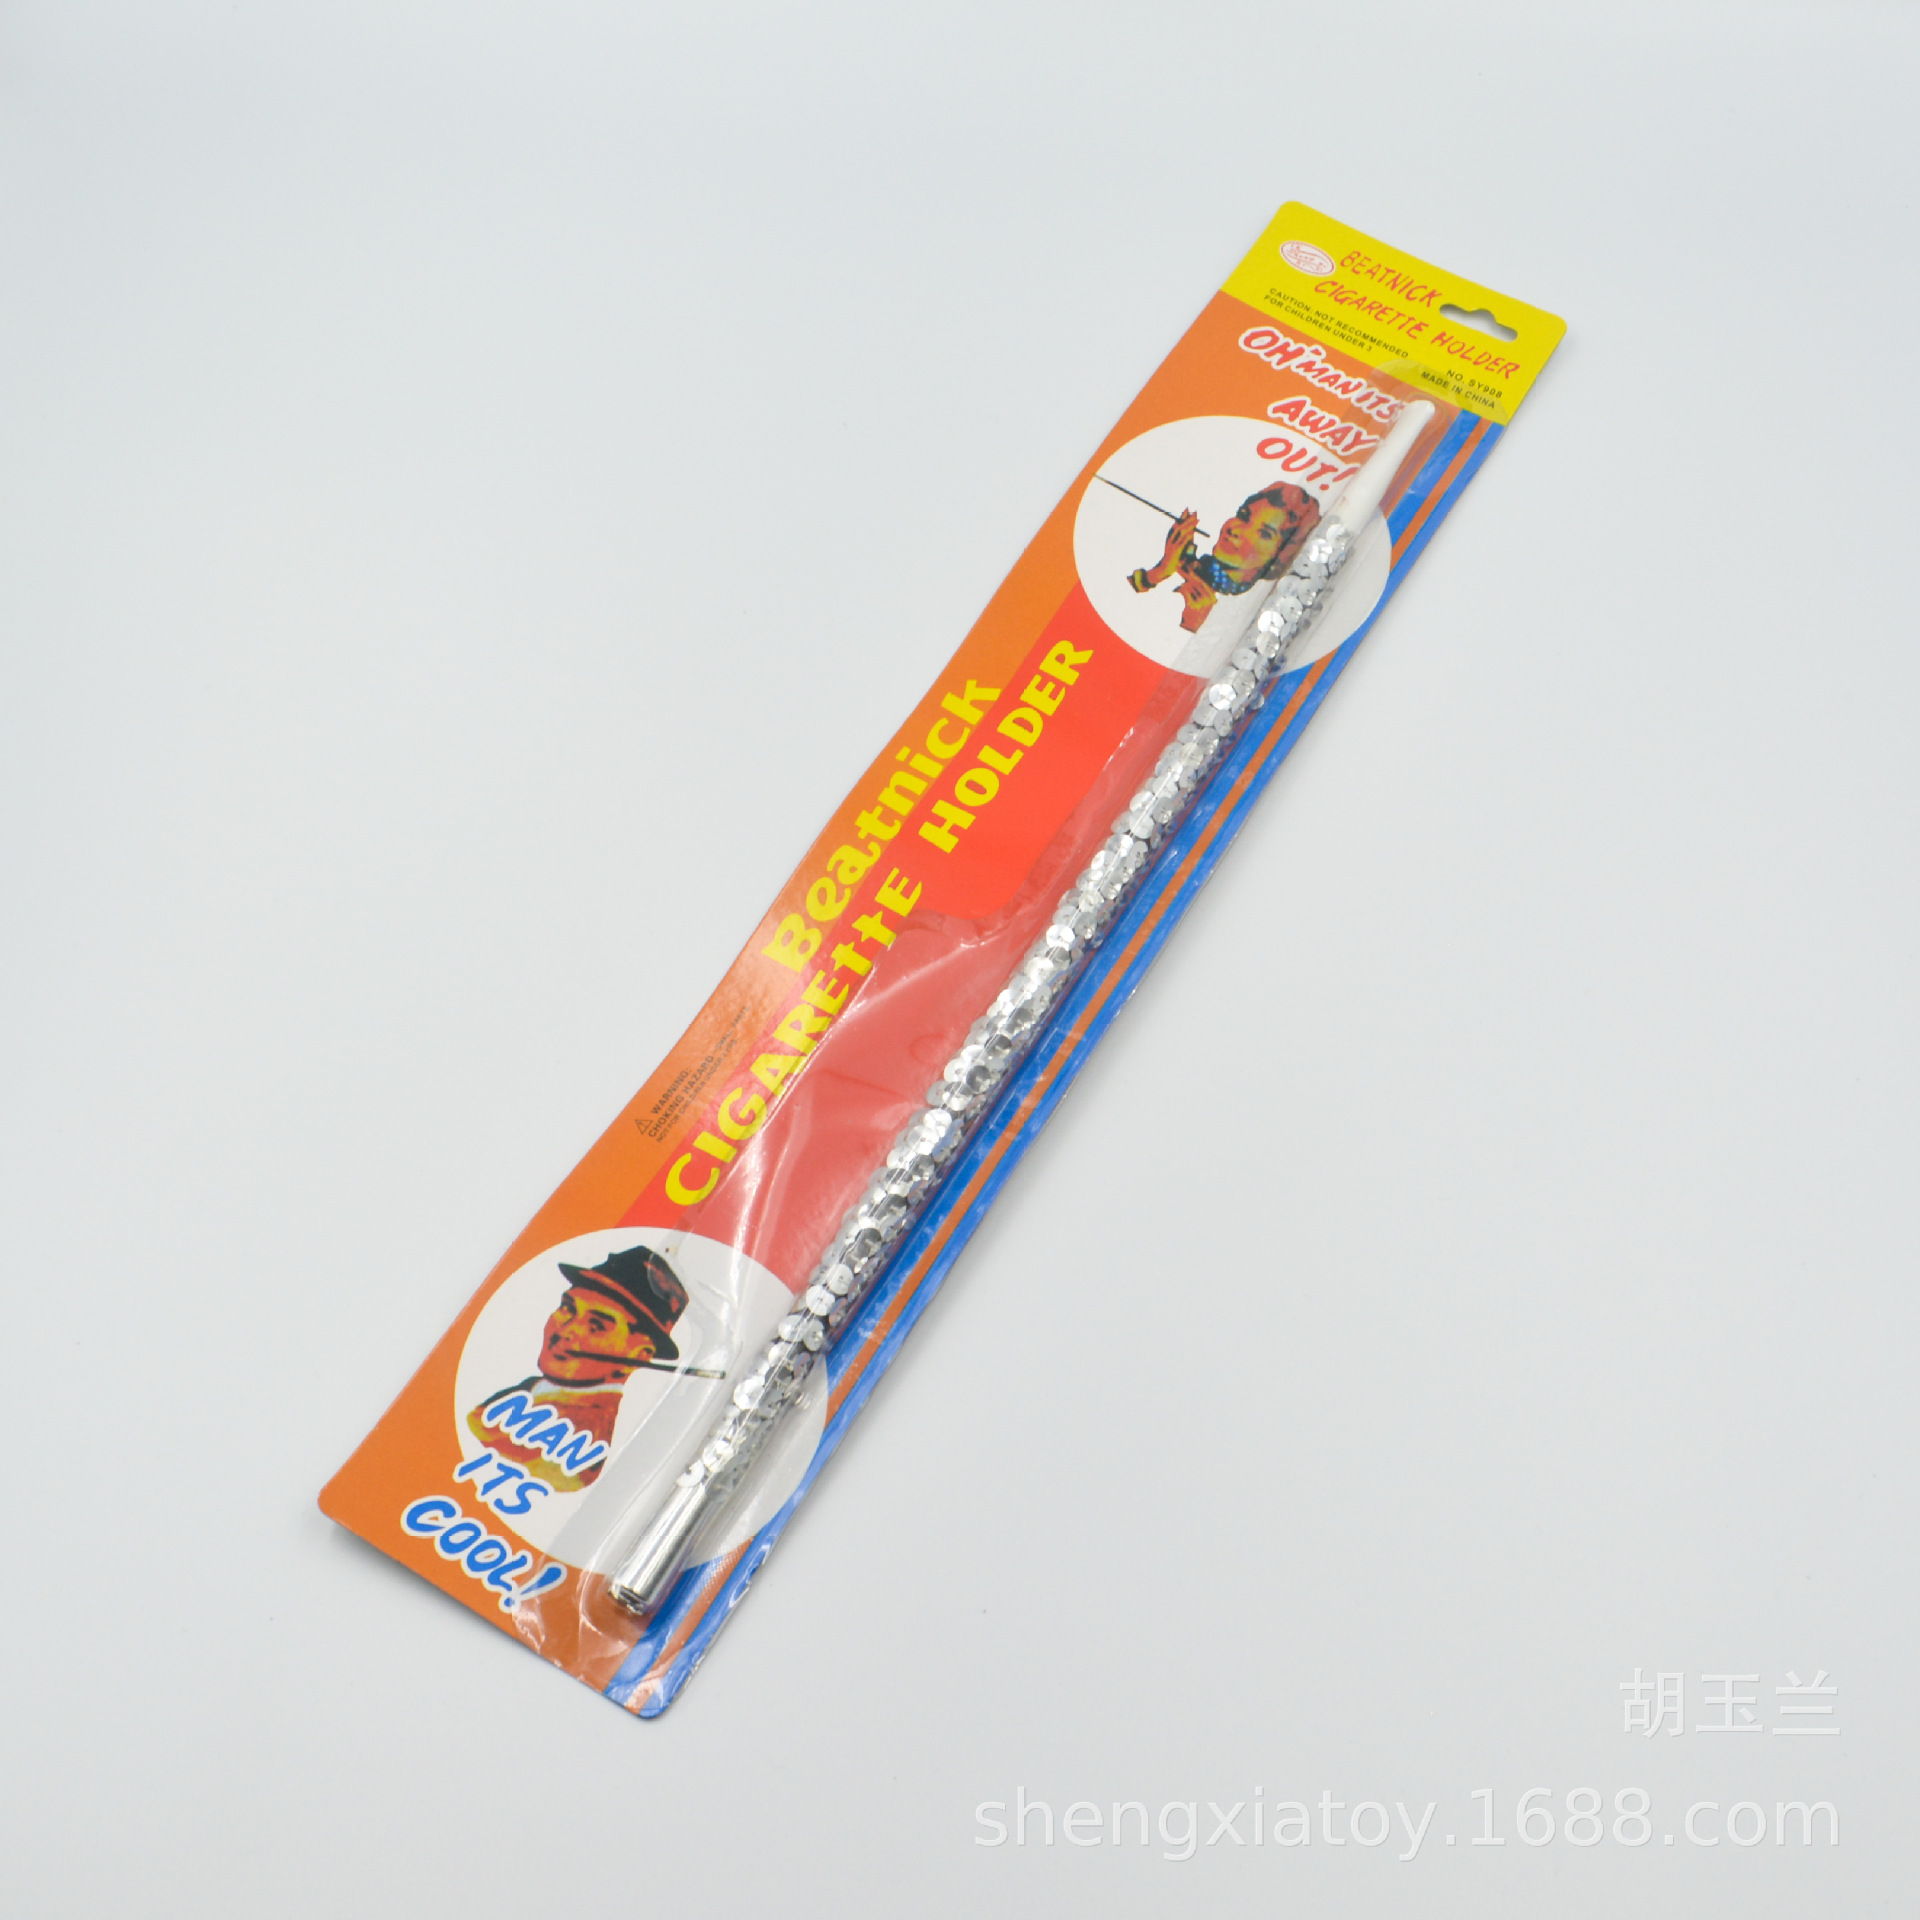 BEATNICK
CIGARETTE HOLDER
CAUTION: NOT RECOMMENDED
FOR CHILDREN UNDER 3
NO. SY908
MADE IN CHINA
OH MAN ITS
AWAY
OUT!
Beatnick
CIGARETTE HOLDER
WARNING:
CHOKING HAZARD
MAN
ITS
COOL!
胡玉兰
shengxiatoy.1688.com